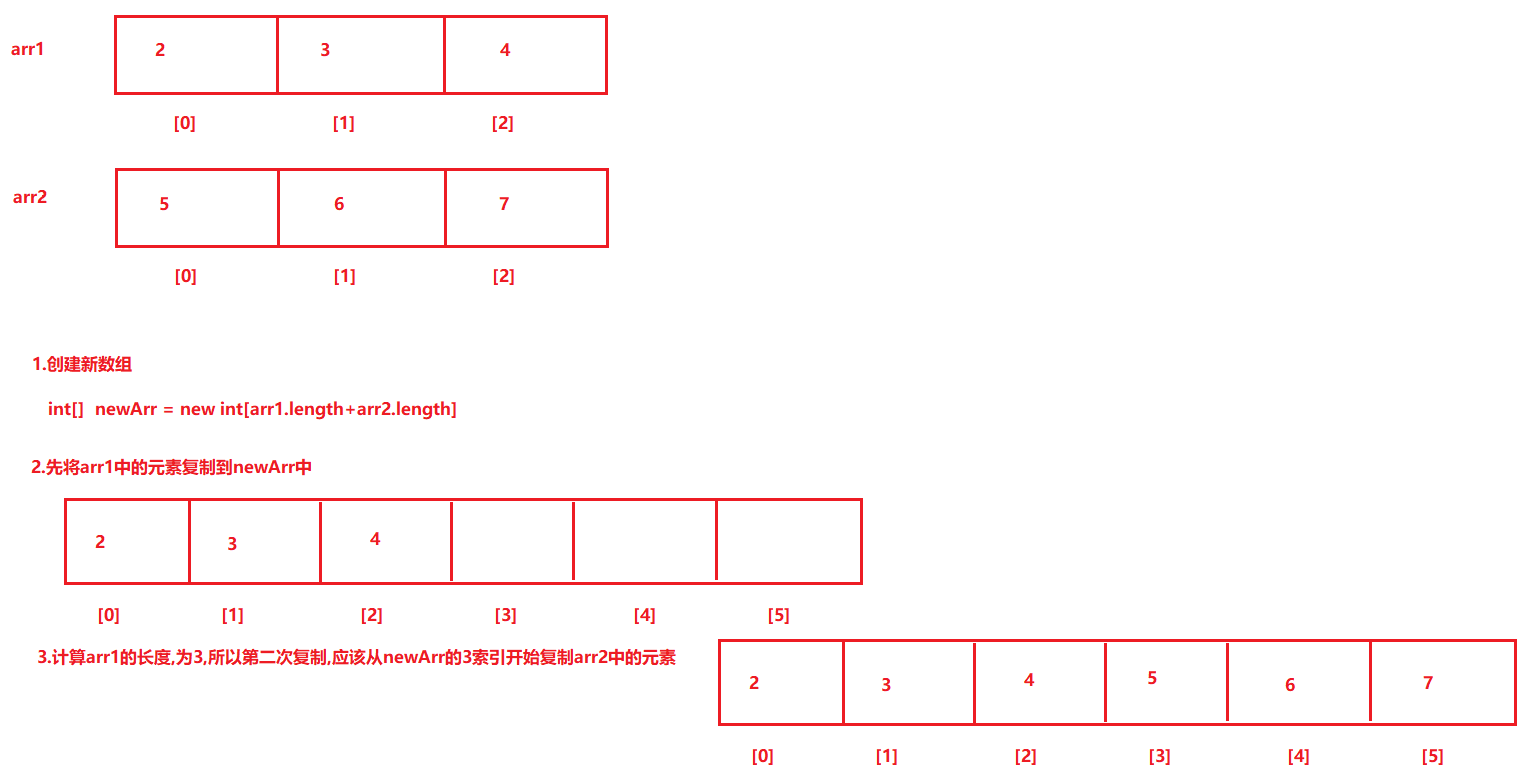 arr1 2 3 4
[0] [1] [2]
arr2 5 6 7
[0] [1] [2]
1.创建新数组
int[] newArr = new int[arr1.length+arr2.length]
2.先将arr1中的元素复制到newArr中
2 3 4
[0] [1] [2] [3] [4] [5]
3.计算arr1的长度,为3,所以第二次复制,应该从newArr的3索引开始复制arr2中的元素
2 3 4 5 6 7
[0] [1] [2] [3] [4] [5]